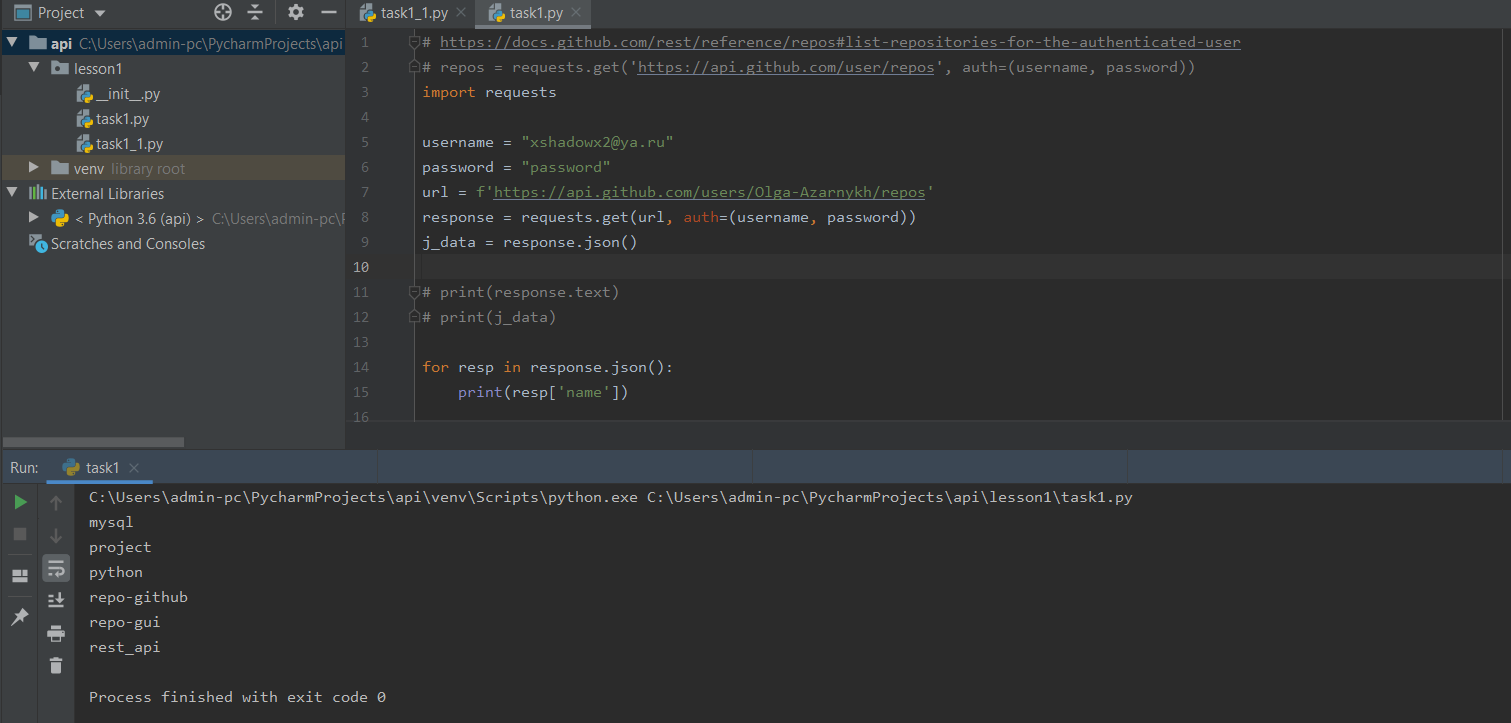 Project
api C:\Users\admin-pc\PycharmProjects\api
lesson1
__init__.py
task1.py
task1_1.py
venv library root
External Libraries
< Python 3.6 (api) > C:\Users\admin-pc\
Scratches and Consoles
task1_1.py task1.py
1 # https://docs.github.com/rest/reference/repos#list-repositories-for-the-authenticated-user
2 # repos = requests.get('https://api.github.com/user/repos', auth=(username, password))
3 import requests
4
5 username = "xshadowx2@ya.ru"
6 password = "password"
7 url = f'https://api.github.com/users/Olga-Azarnykh/repos'
8 response = requests.get(url, auth=(username, password))
9 j_data = response.json()
10
11 # print(response.text)
12 # print(j_data)
13
14 for resp in response.json():
15 print(resp['name'])
16
Run: task1
C:\Users\admin-pc\PycharmProjects\api\venv\Scripts\python.exe C:\Users\admin-pc\PycharmProjects\api\lesson1\task1.py
mysql
project
python
repo-github
repo-gui
rest_api
Process finished with exit code 0